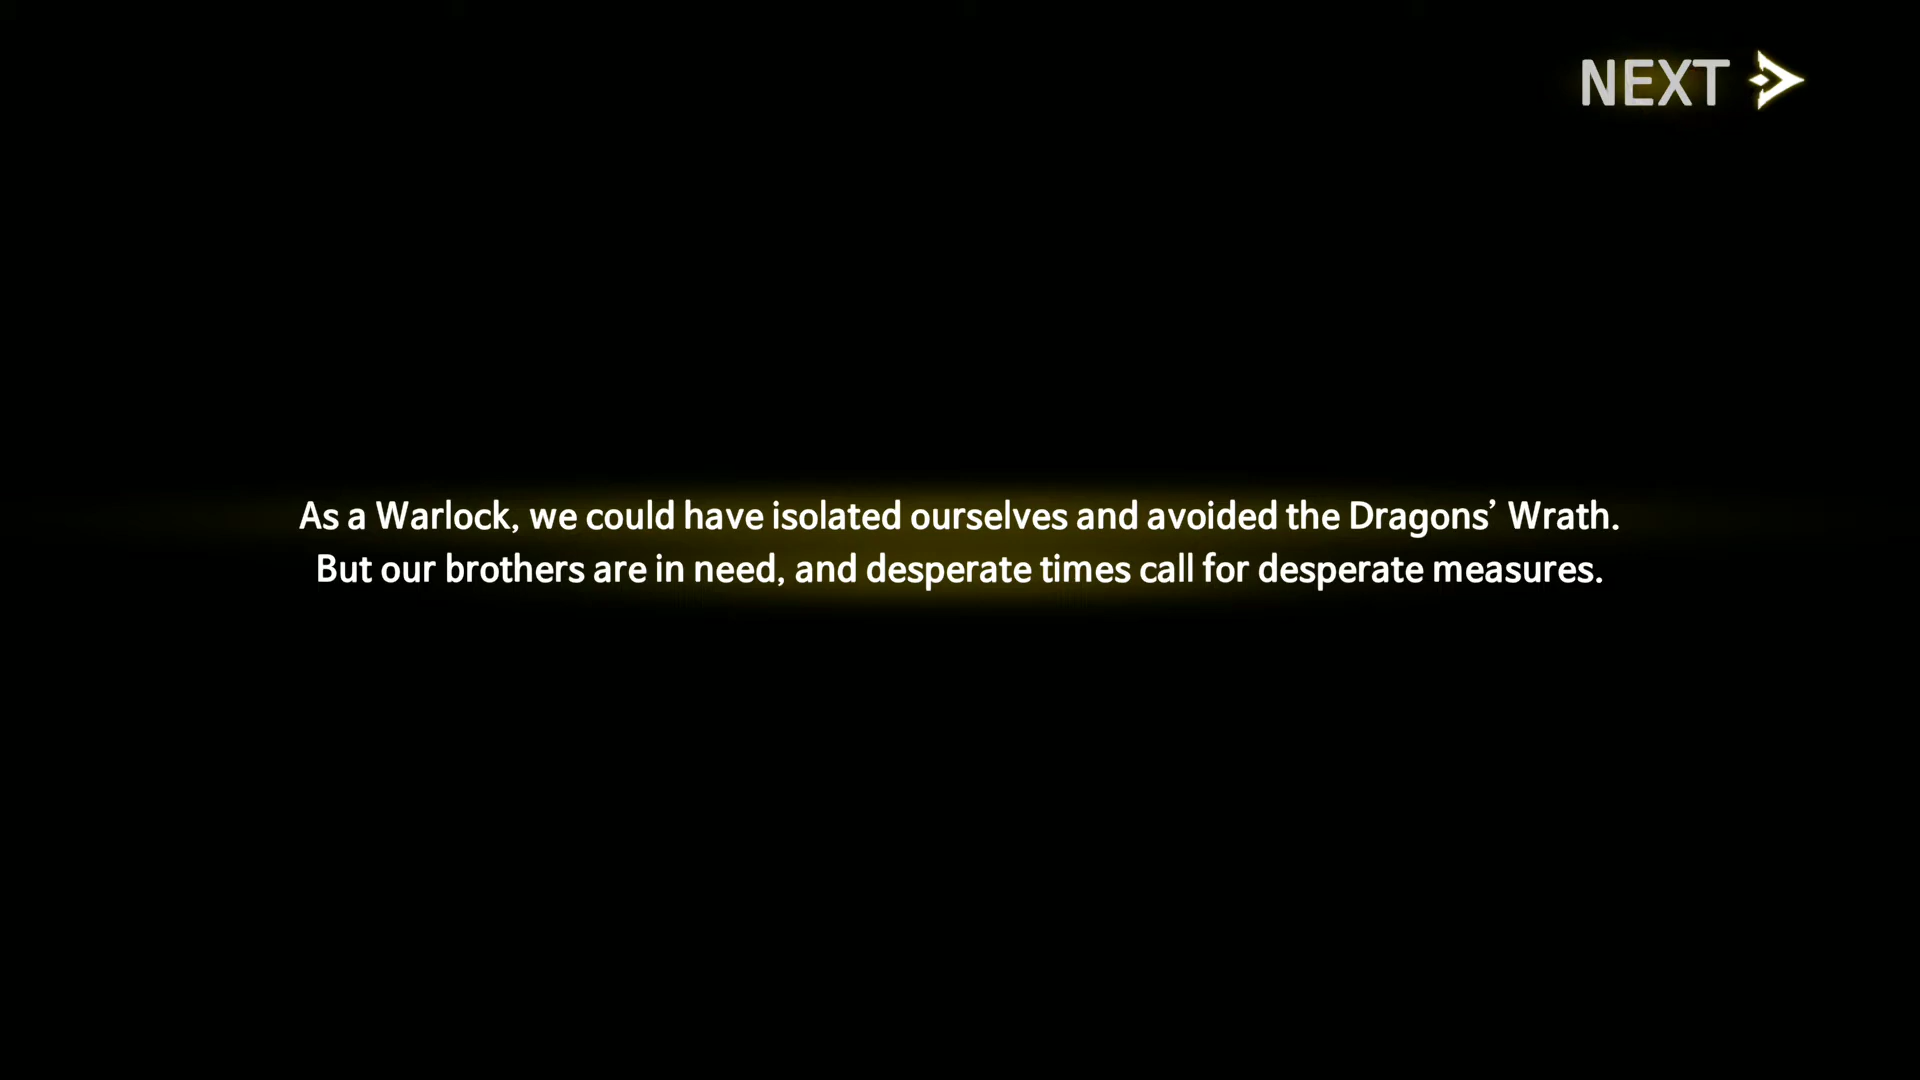 NEXT
As a Warlock, we could have isolated ourselves and avoided the Dragons’ Wrath.
But our brothers are in need, and desperate times call for desperate measures.